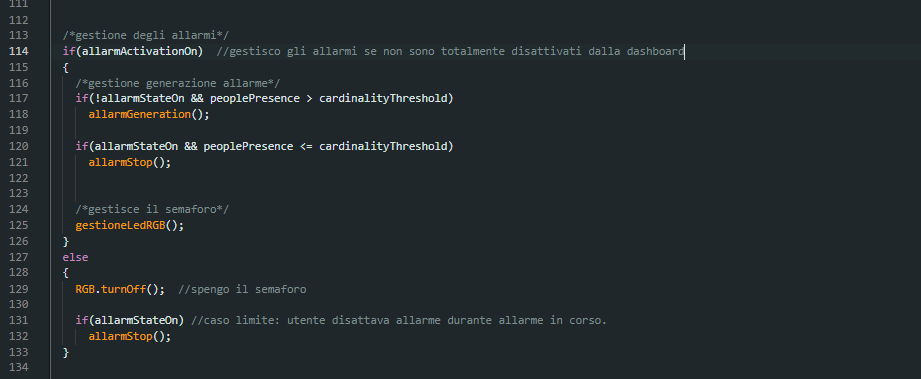 111
112
113 /*gestione degli allarmi*/
114 if(allarmActivationOn)  //gestisco gli allarmi se non sono totalmente disattivati dalla dashboard
115 {
116   /*gestione generazione allarme*/
117   if(!allarmStateOn && peoplePresence > cardinalityThreshold)
118     allarmGeneration();
119
120   if(allarmStateOn && peoplePresence <= cardinalityThreshold)
121     allarmStop();
122
123
124   /*gestisce il semaforo*/
125   gestioneLedRGB();
126 }
127 else
128 {
129   RGB.turnOff();  //spengo il semaforo
130
131   if(allarmStateOn) //caso limite: utente disattava allarme durante allarme in corso.
132     allarmStop();
133 }
134